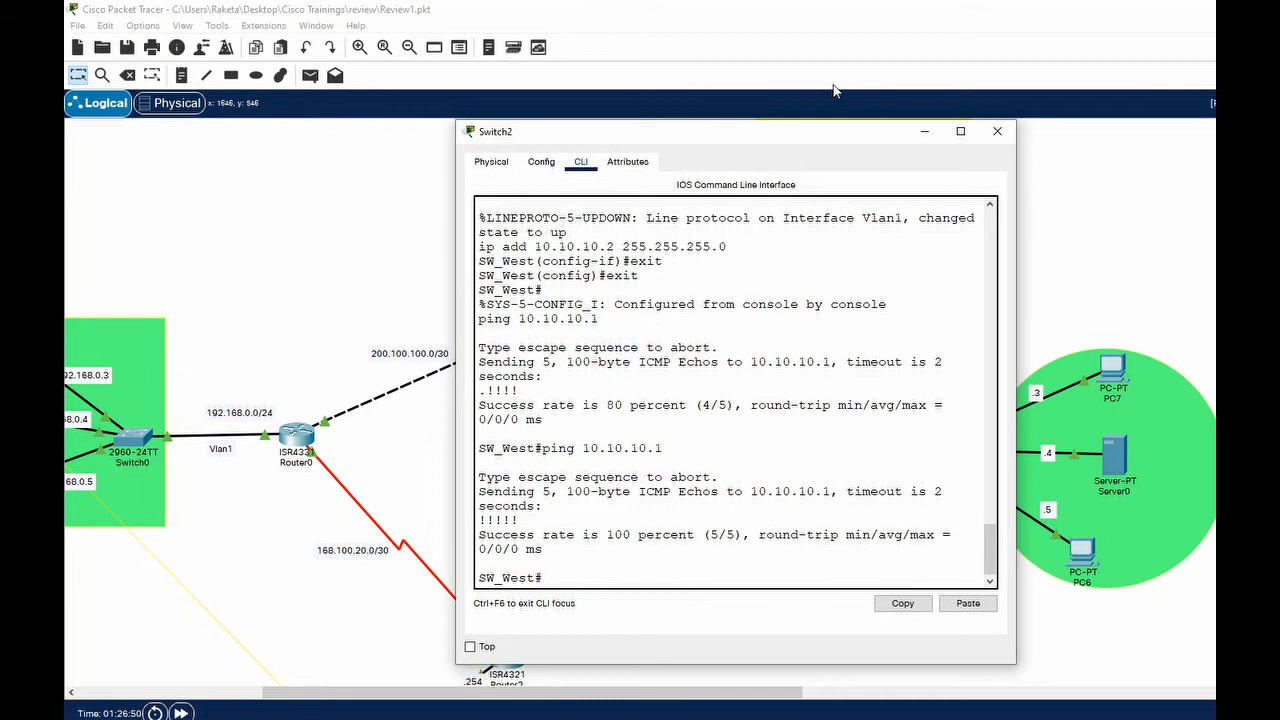 Cisco Packet Tracer - C:\Users\Raketa\Desktop\Cisco Trainings\review\Review1.pkt
File Edit Options View Tools Extensions Window Help
Logical Physical x: 1646, y: 546
Switch2
Physical Config CLI Attributes
IOS Command Line Interface
%LINEPROTO-5-UPDOWN: Line protocol on Interface Vlan1, changed
state to up
ip add 10.10.10.2 255.255.255.0
SW_West(config-if)#exit
SW_West(config)#exit
SW_West#
%SYS-5-CONFIG_I: Configured from console by console
ping 10.10.10.1
Type escape sequence to abort.
Sending 5, 100-byte ICMP Echos to 10.10.10.1, timeout is 2
seconds:
.!!!!
Success rate is 80 percent (4/5), round-trip min/avg/max =
0/0/0 ms
SW_West#ping 10.10.10.1
Type escape sequence to abort.
Sending 5, 100-byte ICMP Echos to 10.10.10.1, timeout is 2
seconds:
!!!!!
Success rate is 100 percent (5/5), round-trip min/avg/max =
0/0/0 ms
SW_West#
Ctrl+F6 to exit CLI focus
Copy Paste
Top
92.168.0.3
68.0.4
68.0.5
2960-24TT
Switch0
192.168.0.0/24
Vlan1
ISR4331
Router0
200.100.100.0/30
168.100.20.0/30
.254
ISR4321
Router2
.3
PC-PT
PC7
.4
Server-PT
Server0
.5
PC-PT
PC6
Time: 01:26:50